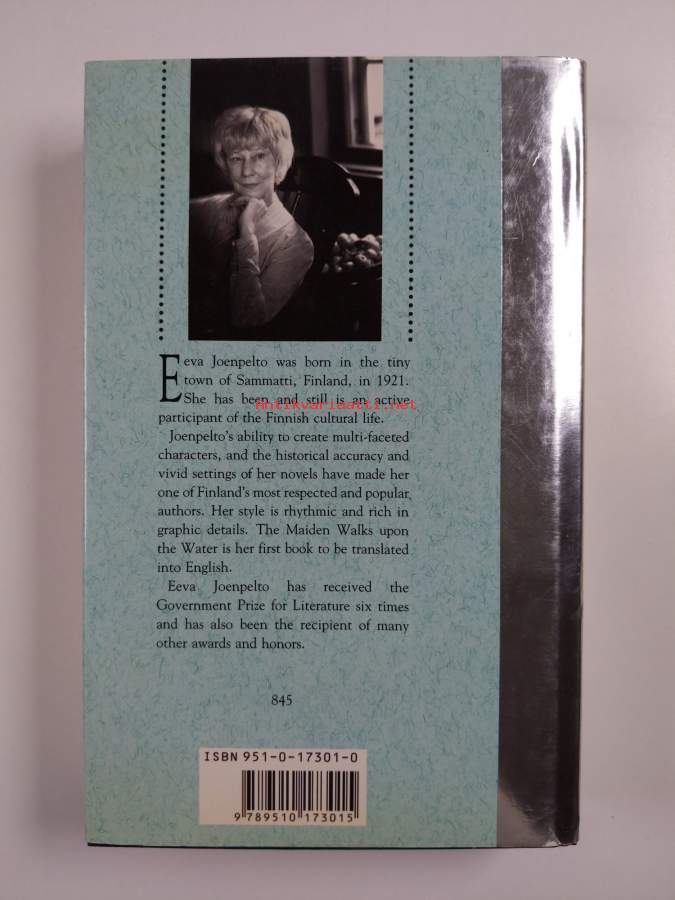 Eeva Joenpelto was born in the tiny
town of Sammatti, Finland, in 1921.
She has been and still is an active
Antikvariaatti.net
participant of the Finnish cultural life.
Joenpelto's ability to create multi-faceted
characters, and the historical accuracy and
vivid settings of her novels have made her
one of Finland's most respected and popular
authors. Her style is rhythmic and rich in
graphic details. The Maiden Walks upon
the Water is her first book to be translated
into English.
Eeva Joenpelto has received the
Government Prize for Literature six times
and has also been the recipient of many
other awards and honors.
845
ISBN 951-0-17301-0
9 789510 173015